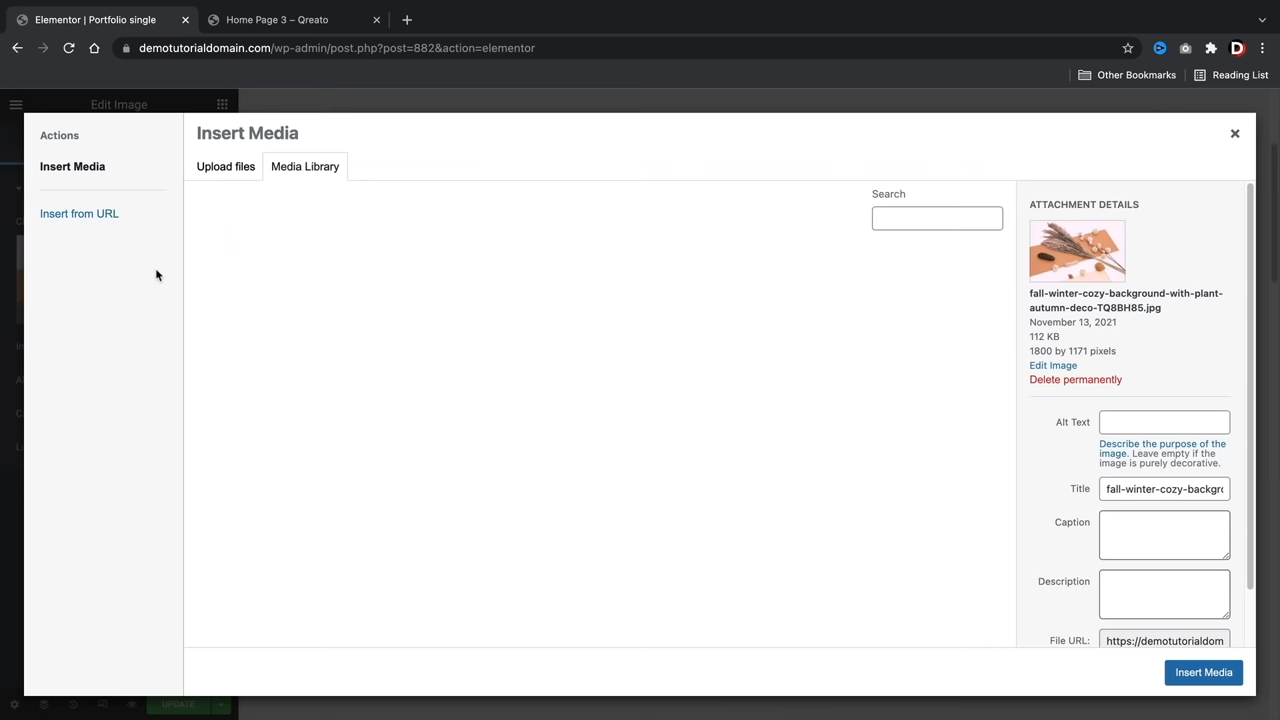 Elementor | Portfolio single
Home Page 3 – Qreato
demotutorialdomain.com/wp-admin/post.php?post=882&action=elementor
Other Bookmarks
Reading List
Edit Image
Actions
Insert Media
Insert from URL
Insert Media
Upload files
Media Library
Search
ATTACHMENT DETAILS
fall-winter-cozy-background-with-plant-
autumn-deco-TQ8BH85.jpg
November 13, 2021
112 KB
1800 by 1171 pixels
Edit Image
Delete permanently
Alt Text
Describe the purpose of the
image. Leave empty if the
image is purely decorative.
Title
fall-winter-cozy-backgr
Caption
Description
File URL:
https://demotutorialdom
Insert Media
UPDATE